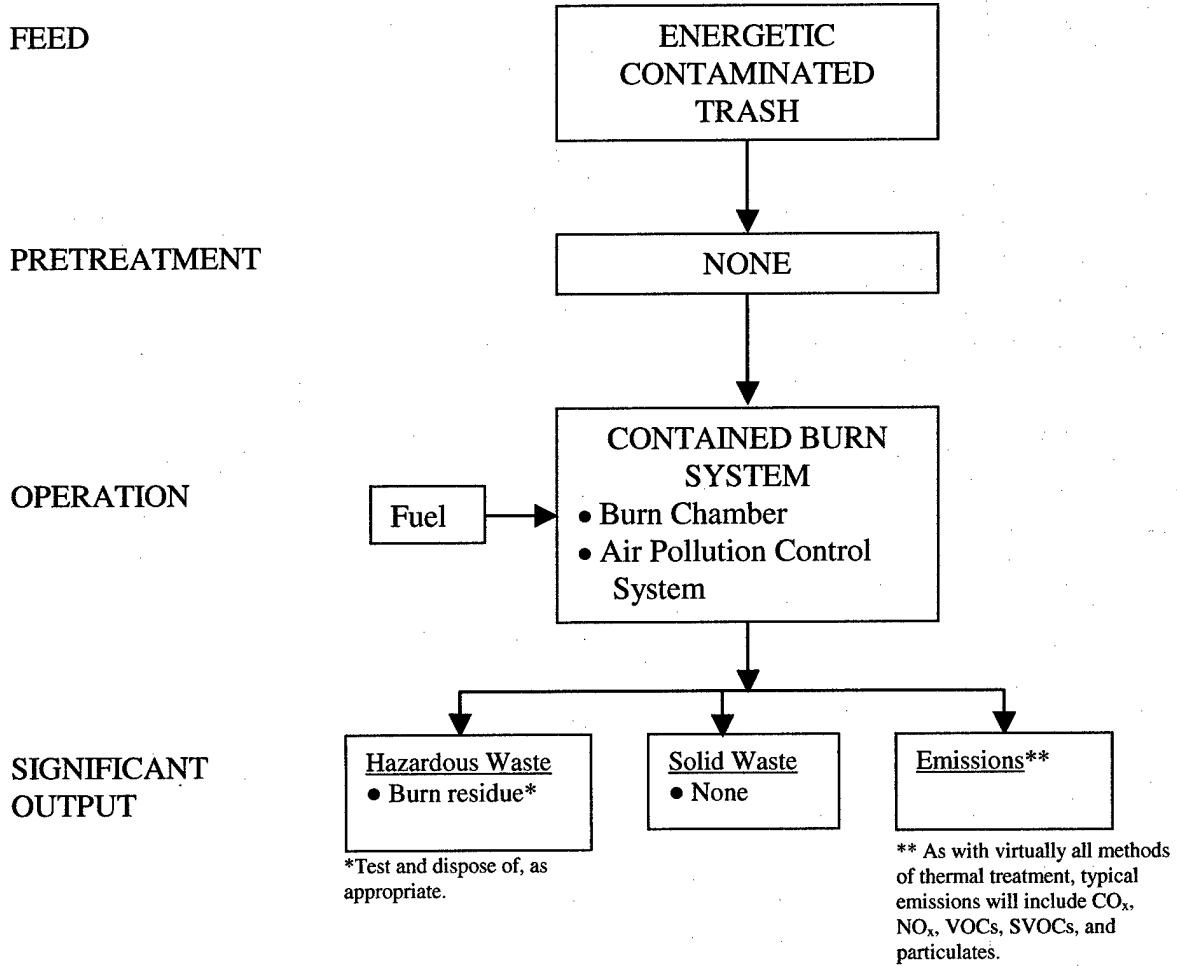 FEED
ENERGETIC
CONTAMINATED
TRASH
PRETREATMENT
NONE
OPERATION
Fuel
CONTAINED BURN
SYSTEM
• Burn Chamber
• Air Pollution Control
System
SIGNIFICANT
OUTPUT
Hazardous Waste
• Burn residue*
*Test and dispose of, as
appropriate.
Solid Waste
• None
Emissions**
** As with virtually all methods
of thermal treatment, typical
emissions will include COₓ,
NOₓ, VOCs, SVOCs, and
particulates.